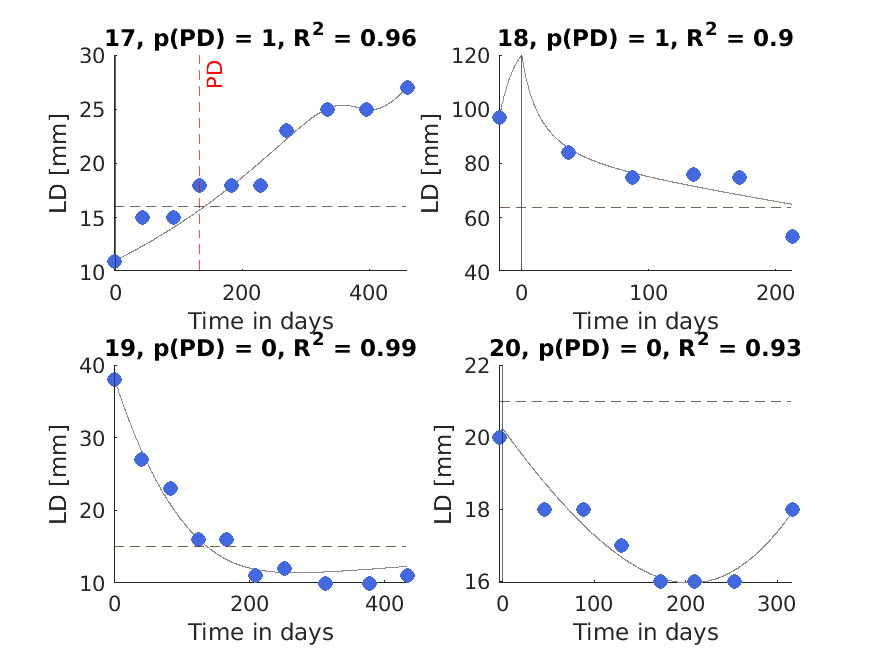 17, p(PD) = 1, R² = 0.96
30
25
20
15
10
LD [mm]
PD
0
200
400
Time in days
18, p(PD) = 1, R² = 0.9
120
100
80
60
40
LD [mm]
0
100
200
Time in days
19, p(PD) = 0, R² = 0.99
40
30
20
10
LD [mm]
0
200
400
Time in days
20, p(PD) = 0, R² = 0.93
22
20
18
16
LD [mm]
0
100
200
300
Time in days